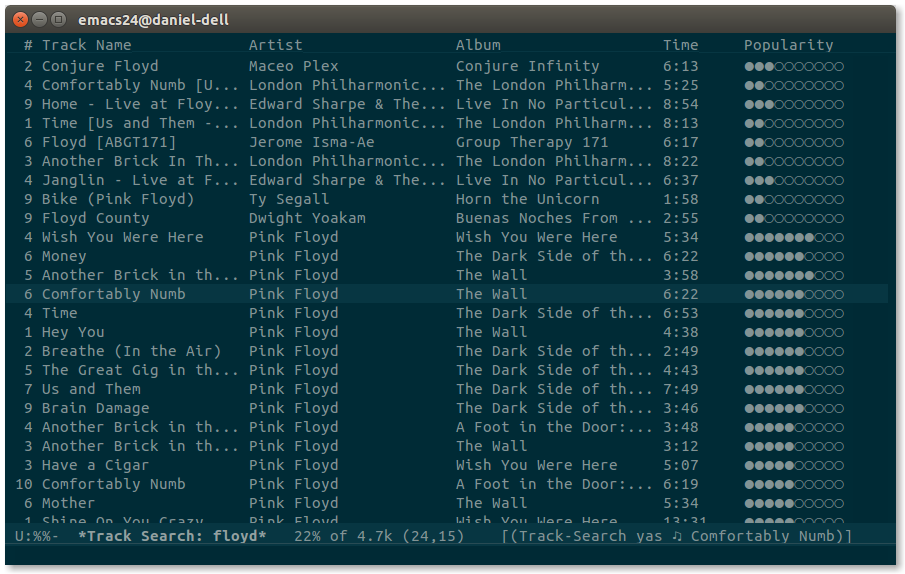 emacs24@daniel-dell
# Track Name Artist Album Time Popularity
2 Conjure Floyd Maceo Plex Conjure Infinity 6:13 ●●●○○○○○○○
4 Comfortably Numb [U... London Philharmonic... The London Philharm... 5:25 ●●○○○○○○○○
9 Home - Live at Floy... Edward Sharpe & The... Live In No Particul... 8:54 ●●●○○○○○○○
1 Time [Us and Them -... London Philharmonic... The London Philharm... 8:13 ●●○○○○○○○○
6 Floyd [ABGT171] Jerome Isma-Ae Group Therapy 171 6:17 ●●○○○○○○○○
3 Another Brick In Th... London Philharmonic... The London Philharm... 8:22 ●●○○○○○○○○
4 Janglin - Live at F... Edward Sharpe & The... Live In No Particul... 6:37 ●●●○○○○○○○
9 Bike (Pink Floyd) Ty Segall Horn the Unicorn 1:58 ●●○○○○○○○○
9 Floyd County Dwight Yoakam Buenas Noches From ... 2:55 ●●○○○○○○○○
4 Wish You Were Here Pink Floyd Wish You Were Here 5:34 ●●●●●●●○○○
6 Money Pink Floyd The Dark Side of th... 6:22 ●●●●●●○○○○
5 Another Brick in th... Pink Floyd The Wall 3:58 ●●●●●●●○○○
6 Comfortably Numb Pink Floyd The Wall 6:22 ●●●●●●○○○○
4 Time Pink Floyd The Dark Side of th... 6:53 ●●●●●●○○○○
1 Hey You Pink Floyd The Wall 4:38 ●●●●●●○○○○
2 Breathe (In the Air) Pink Floyd The Dark Side of th... 2:49 ●●●●●●○○○○
5 The Great Gig in th... Pink Floyd The Dark Side of th... 4:43 ●●●●●●○○○○
7 Us and Them Pink Floyd The Dark Side of th... 7:49 ●●●●●●○○○○
9 Brain Damage Pink Floyd The Dark Side of th... 3:46 ●●●●●●○○○○
4 Another Brick in th... Pink Floyd A Foot in the Door:... 3:48 ●●●●●○○○○○
3 Another Brick in th... Pink Floyd The Wall 3:12 ●●●●●○○○○○
3 Have a Cigar Pink Floyd Wish You Were Here 5:07 ●●●●●○○○○○
10 Comfortably Numb Pink Floyd A Foot in the Door:... 6:19 ●●●●●○○○○○
6 Mother Pink Floyd The Wall 5:34 ●●●●●○○○○○
1 Shine On You Crazy Pink Floyd Wish You Were Here 13:31 ●●●●●○○○○○
U:%%- *Track Search: floyd* 22% of 4.7k (24,15) [(Track-Search yas ♫ Comfortably Numb)]